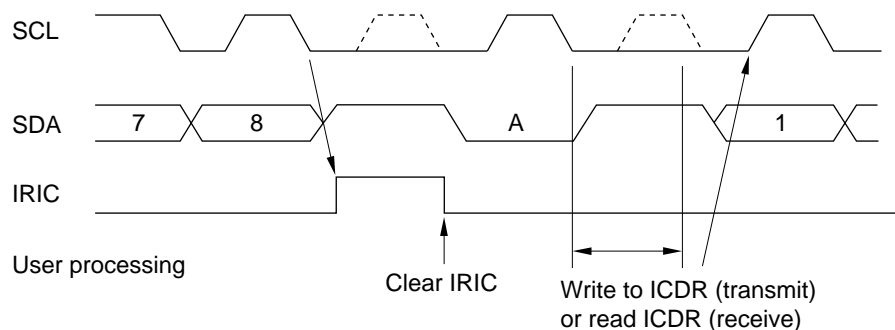 SCL
SDA
7
8
A
1
IRIC
User processing
Clear IRIC
Write to ICDR (transmit)
or read ICDR (receive)